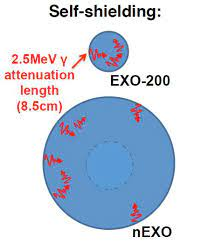 Self-shielding:
2.5MeV γ
attenuation
length
(8.5cm)
EXO-200
nEXO